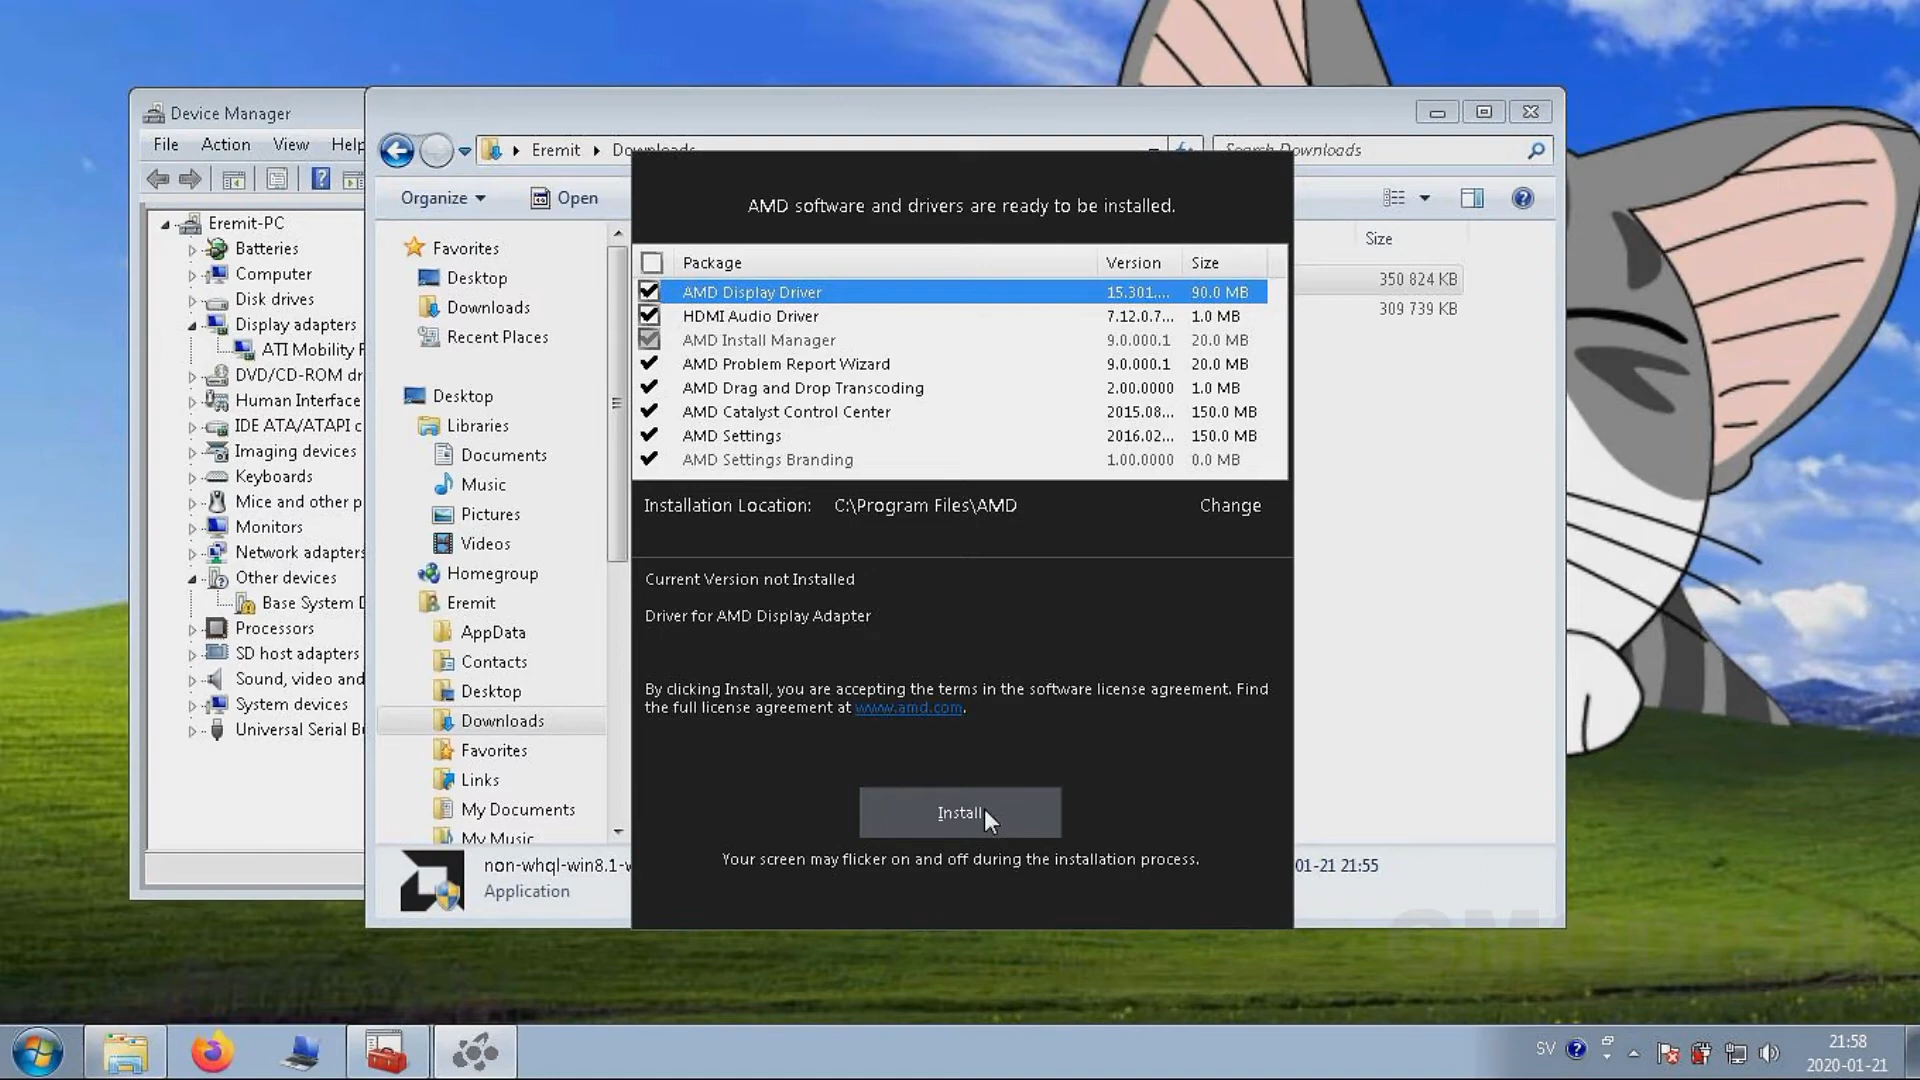 Device Manager
File Action View Help
Eremit-PC
Batteries
Computer
Disk drives
Display adapters
ATI Mobility
DVD/CD-ROM
Human Interface
IDE ATA/ATAPI
Imaging devices
Keyboards
Mice and other
Monitors
Network adapters
Other devices
Base System
Processors
SD host adapters
Sound, video and
System devices
Universal Serial
Eremit Downloads
Search Downloads
Organize Open
Favorites
Desktop
Downloads
Recent Places
Desktop
Libraries
Documents
Music
Pictures
Videos
Homegroup
Eremit
AppData
Contacts
Desktop
Downloads
Favorites
Links
My Documents
My Music
Size
350 824 KB
309 739 KB
non-whql-win8.1-
Application
01-21 21:55
AMD software and drivers are ready to be installed.
Package Version Size
AMD Display Driver 15.301.... 90.0 MB
HDMI Audio Driver 7.12.0.7... 1.0 MB
AMD Install Manager 9.0.000.1 20.0 MB
AMD Problem Report Wizard 9.0.000.1 20.0 MB
AMD Drag and Drop Transcoding 2.00.0000 1.0 MB
AMD Catalyst Control Center 2015.08... 150.0 MB
AMD Settings 2016.02... 150.0 MB
AMD Settings Branding 1.00.0000 0.0 MB
Installation Location: C:\Program Files\AMD Change
Current Version not Installed
Driver for AMD Display Adapter
By clicking Install, you are accepting the terms in the software license agreement. Find
the full license agreement at www.amd.com.
Install
Your screen may flicker on and off during the installation process.
SV
21:58
2020-01-21